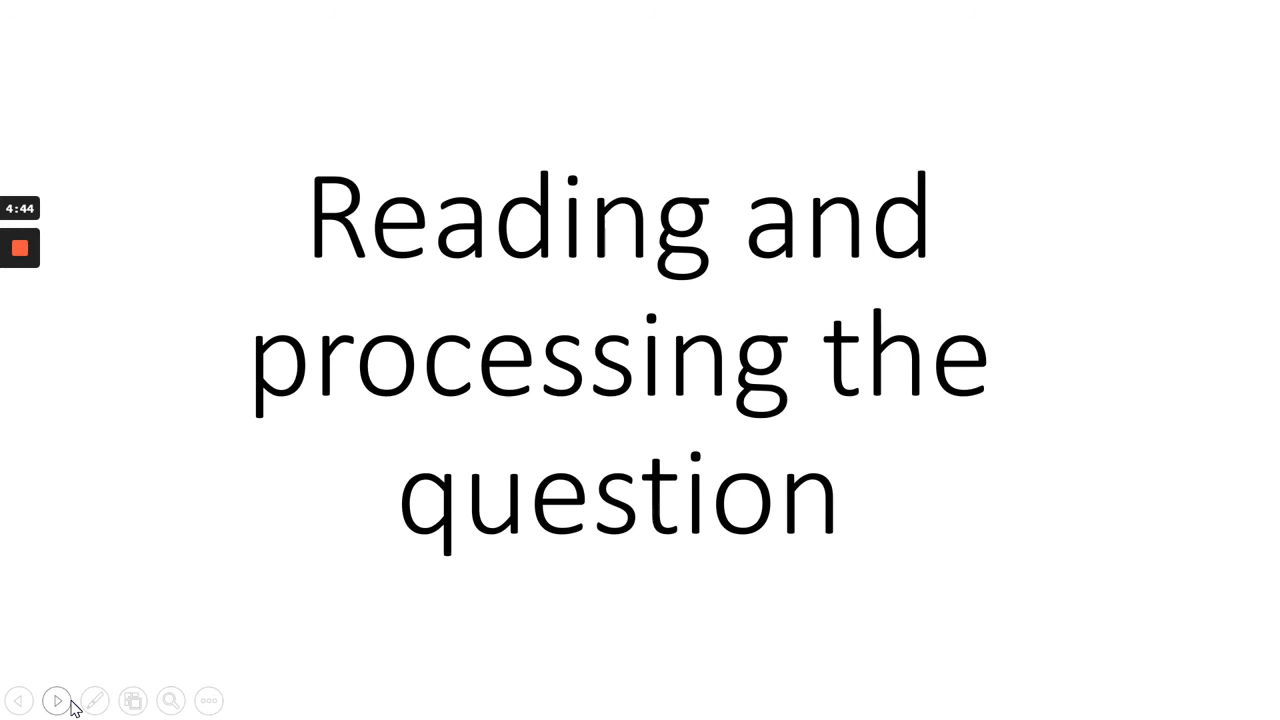 4:44
Reading and
processing the
question